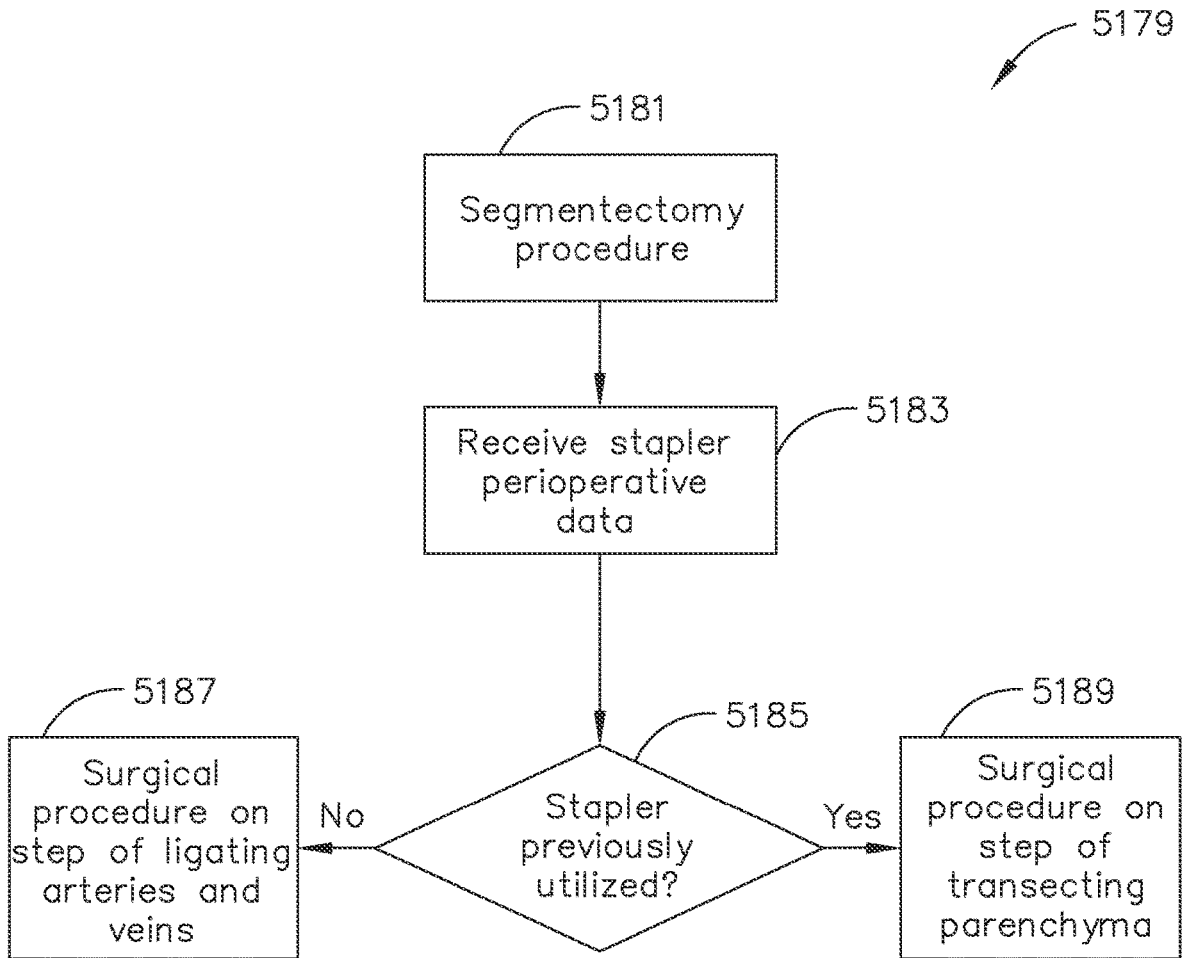 5179
5181
Segmentectomy
procedure
5183
Receive stapler
perioperative
data
5185
Stapler
previously
utilized?
No
Yes
5187
Surgical
procedure on
step of ligating
arteries and
veins
5189
Surgical
procedure on
step of
transecting
parenchyma